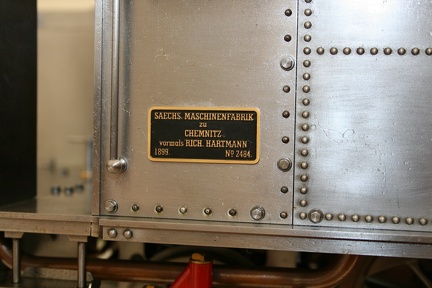 SAECHS. MASCHINENFABRIK
zu
CHEMNITZ
vormals RICH. HARTMANN
1899 No 2484.